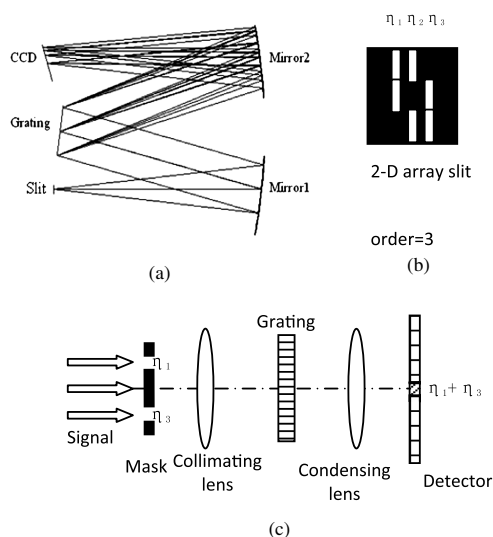 CCD
Mirror2
Grating
Slit
Mirror1
(a)
η1 η2 η3
2-D array slit
order=3
(b)
Grating
η1
η1+ η3
η3
Signal
Mask
Collimating
lens
Condensing
lens
Detector
(c)